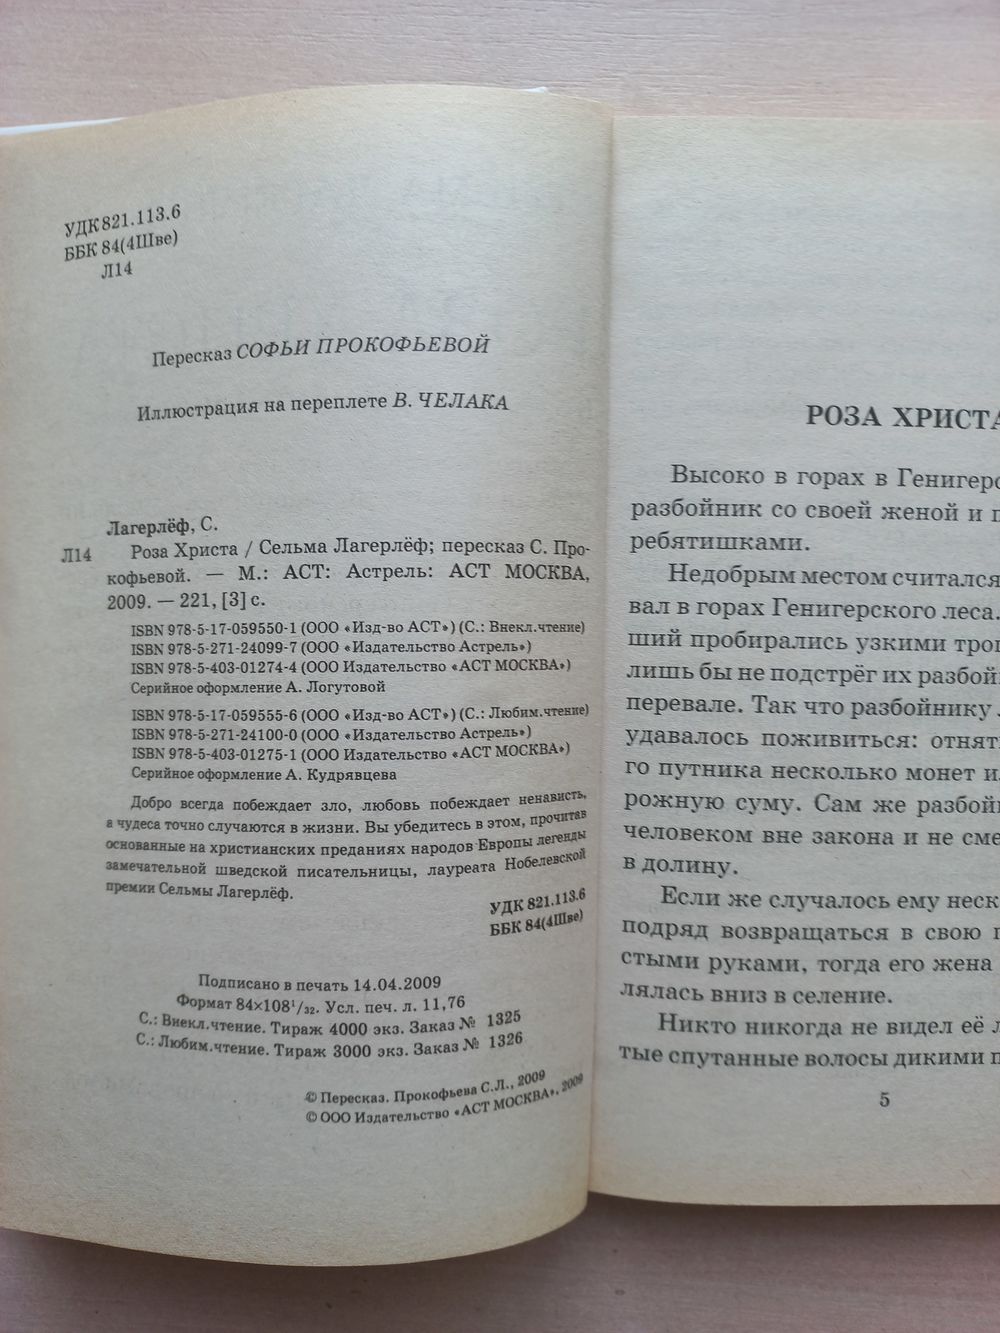 УДК 821.113.6
ББК 84(4Шве)
Л14
Пересказ СОФЬИ ПРОКОФЬЕВОЙ
Иллюстрация на переплете В. ЧЕЛАКА
Лагерлёф, С.
Л14 Роза Христа / Сельма Лагерлёф; пересказ С. Про-
кофьевой. — М.: АСТ: Астрель: АСТ МОСКВА,
2009. — 221, [3] с.
ISBN 978-5-17-059550-1 (ООО «Изд-во АСТ») (С.: Внекл.чтение)
ISBN 978-5-271-24099-7 (ООО «Издательство Астрель»)
ISBN 978-5-403-01274-4 (ООО Издательство «АСТ МОСКВА»)
Серийное оформление А. Логутовой
ISBN 978-5-17-059555-6 (ООО «Изд-во АСТ») (С.: Любим.чтение)
ISBN 978-5-271-24100-0 (ООО «Издательство Астрель»)
ISBN 978-5-403-01275-1 (ООО Издательство «АСТ МОСКВА»)
Серийное оформление А. Кудрявцева
Добро всегда побеждает зло, любовь побеждает ненависть,
а чудеса точно случаются в жизни. Вы убедитесь в этом, прочитав
основанные на христианских преданиях народов Европы легенды
замечательной шведской писательницы, лауреата Нобелевской
премии Сельмы Лагерлёф.
УДК 821.113.6
ББК 84(4Шве)
Подписано в печать 14.04.2009
Формат 84×108¹/₃₂. Усл. печ. л. 11,76
С.: Внекл.чтение. Тираж 4000 экз. Заказ № 1325
С.: Любим.чтение. Тираж 3000 экз. Заказ № 1326
© Пересказ. Прокофьева С.Л., 2009
© ООО Издательство «АСТ МОСКВА», 2009
РОЗА ХРИСТА
Высоко в горах в Генигерс
разбойник со своей женой и п
ребятишками.
Недобрым местом считался
вал в горах Генигерского леса.
ший пробирались узкими троп
лишь бы не подстрёг их разбой
перевале. Так что разбойнику
удавалось поживиться: отнят
го путника несколько монет и
рожную суму. Сам же разбой
человеком вне закона и не сме
в долину.
Если же случалось ему неск
подряд возвращаться в свою п
стыми руками, тогда его жена
лялась вниз в селение.
Никто никогда не видел её л
тые спутанные волосы дикими п
5